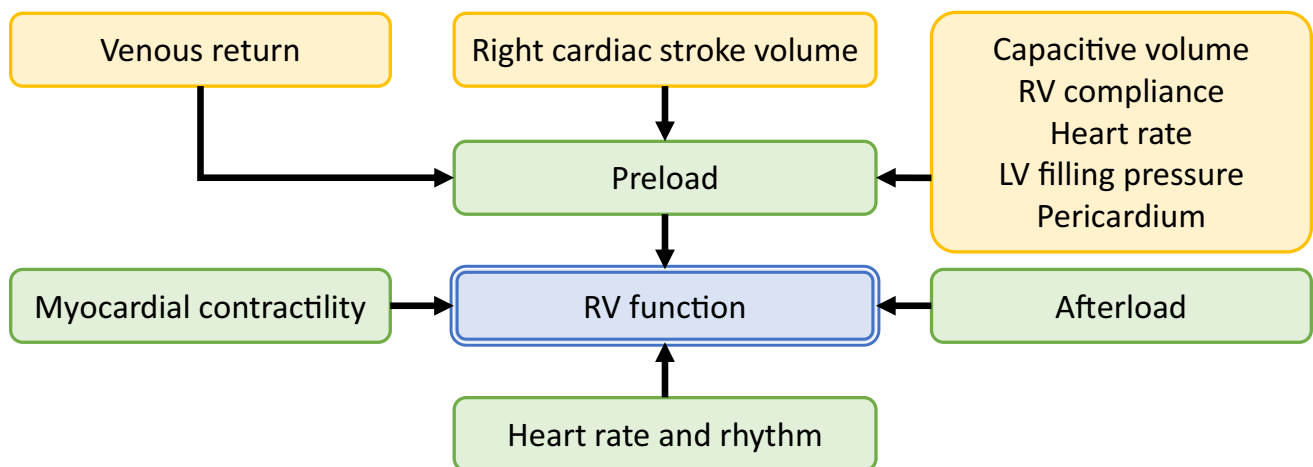 Venous return
Right cardiac stroke volume
Capacitive volume
RV compliance
Heart rate
LV filling pressure
Pericardium
Preload
Myocardial contractility
RV function
Afterload
Heart rate and rhythm